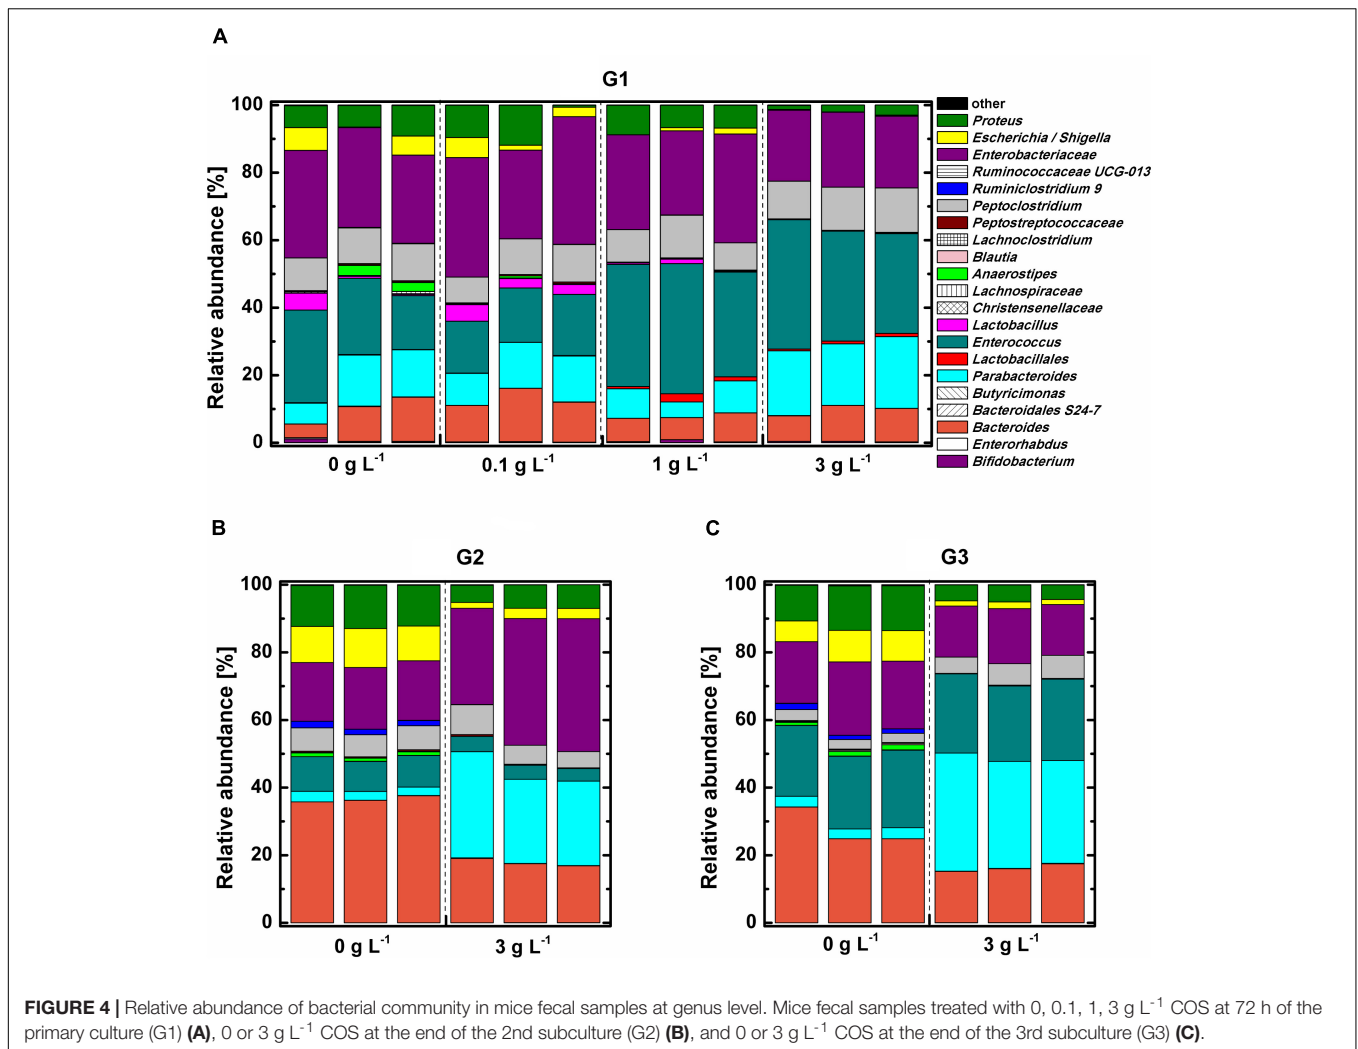 A
G1
100
80
60
40
20
0
Relative abundance [%]
0 g L-1
0.1 g L-1
1 g L-1
3 g L-1
other
Proteus
Escherichia / Shigella
Enterobacteriaceae
Ruminococcaceae UCG-013
Ruminiclostridium 9
Peptoclostridium
Peptostreptococcaceae
Lachnoclostridium
Blautia
Anaerostipes
Lachnospiraceae
Christensenellaceae
Lactobacillus
Enterococcus
Lactobacillales
Parabacteroides
Butyricimonas
Bacteroidales S24-7
Bacteroides
Enterorhabdus
Bifidobacterium
B
G2
100
80
60
40
20
0
Relative abundance [%]
0 g L-1
3 g L-1
C
G3
100
80
60
40
20
0
Relative abundance [%]
0 g L-1
3 g L-1
FIGURE 4 | Relative abundance of bacterial community in mice fecal samples at genus level. Mice fecal samples treated with 0, 0.1, 1, 3 g L-1 COS at 72 h of the
primary culture (G1) (A), 0 or 3 g L-1 COS at the end of the 2nd subculture (G2) (B), and 0 or 3 g L-1 COS at the end of the 3rd subculture (G3) (C).